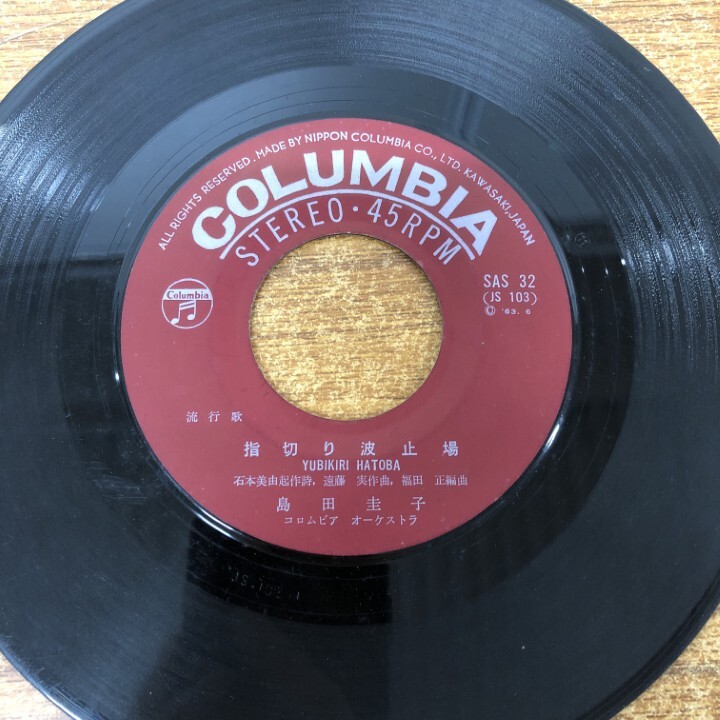 ALL RIGHTS RESERVED. MADE BY NIPPON COLUMBIA CO., LTD. KAWASAKI, JAPAN
COLUMBIA
STEREO・45RPM
Columbia
SAS 32
(JS 103)
Ⓒ '63. 6
流行歌
指切り波止場
YUBIKIRI HATOBA
石本美由起作詩, 遠藤 実作曲, 福田 正編曲
島田圭子
コロムビア オーケストラ